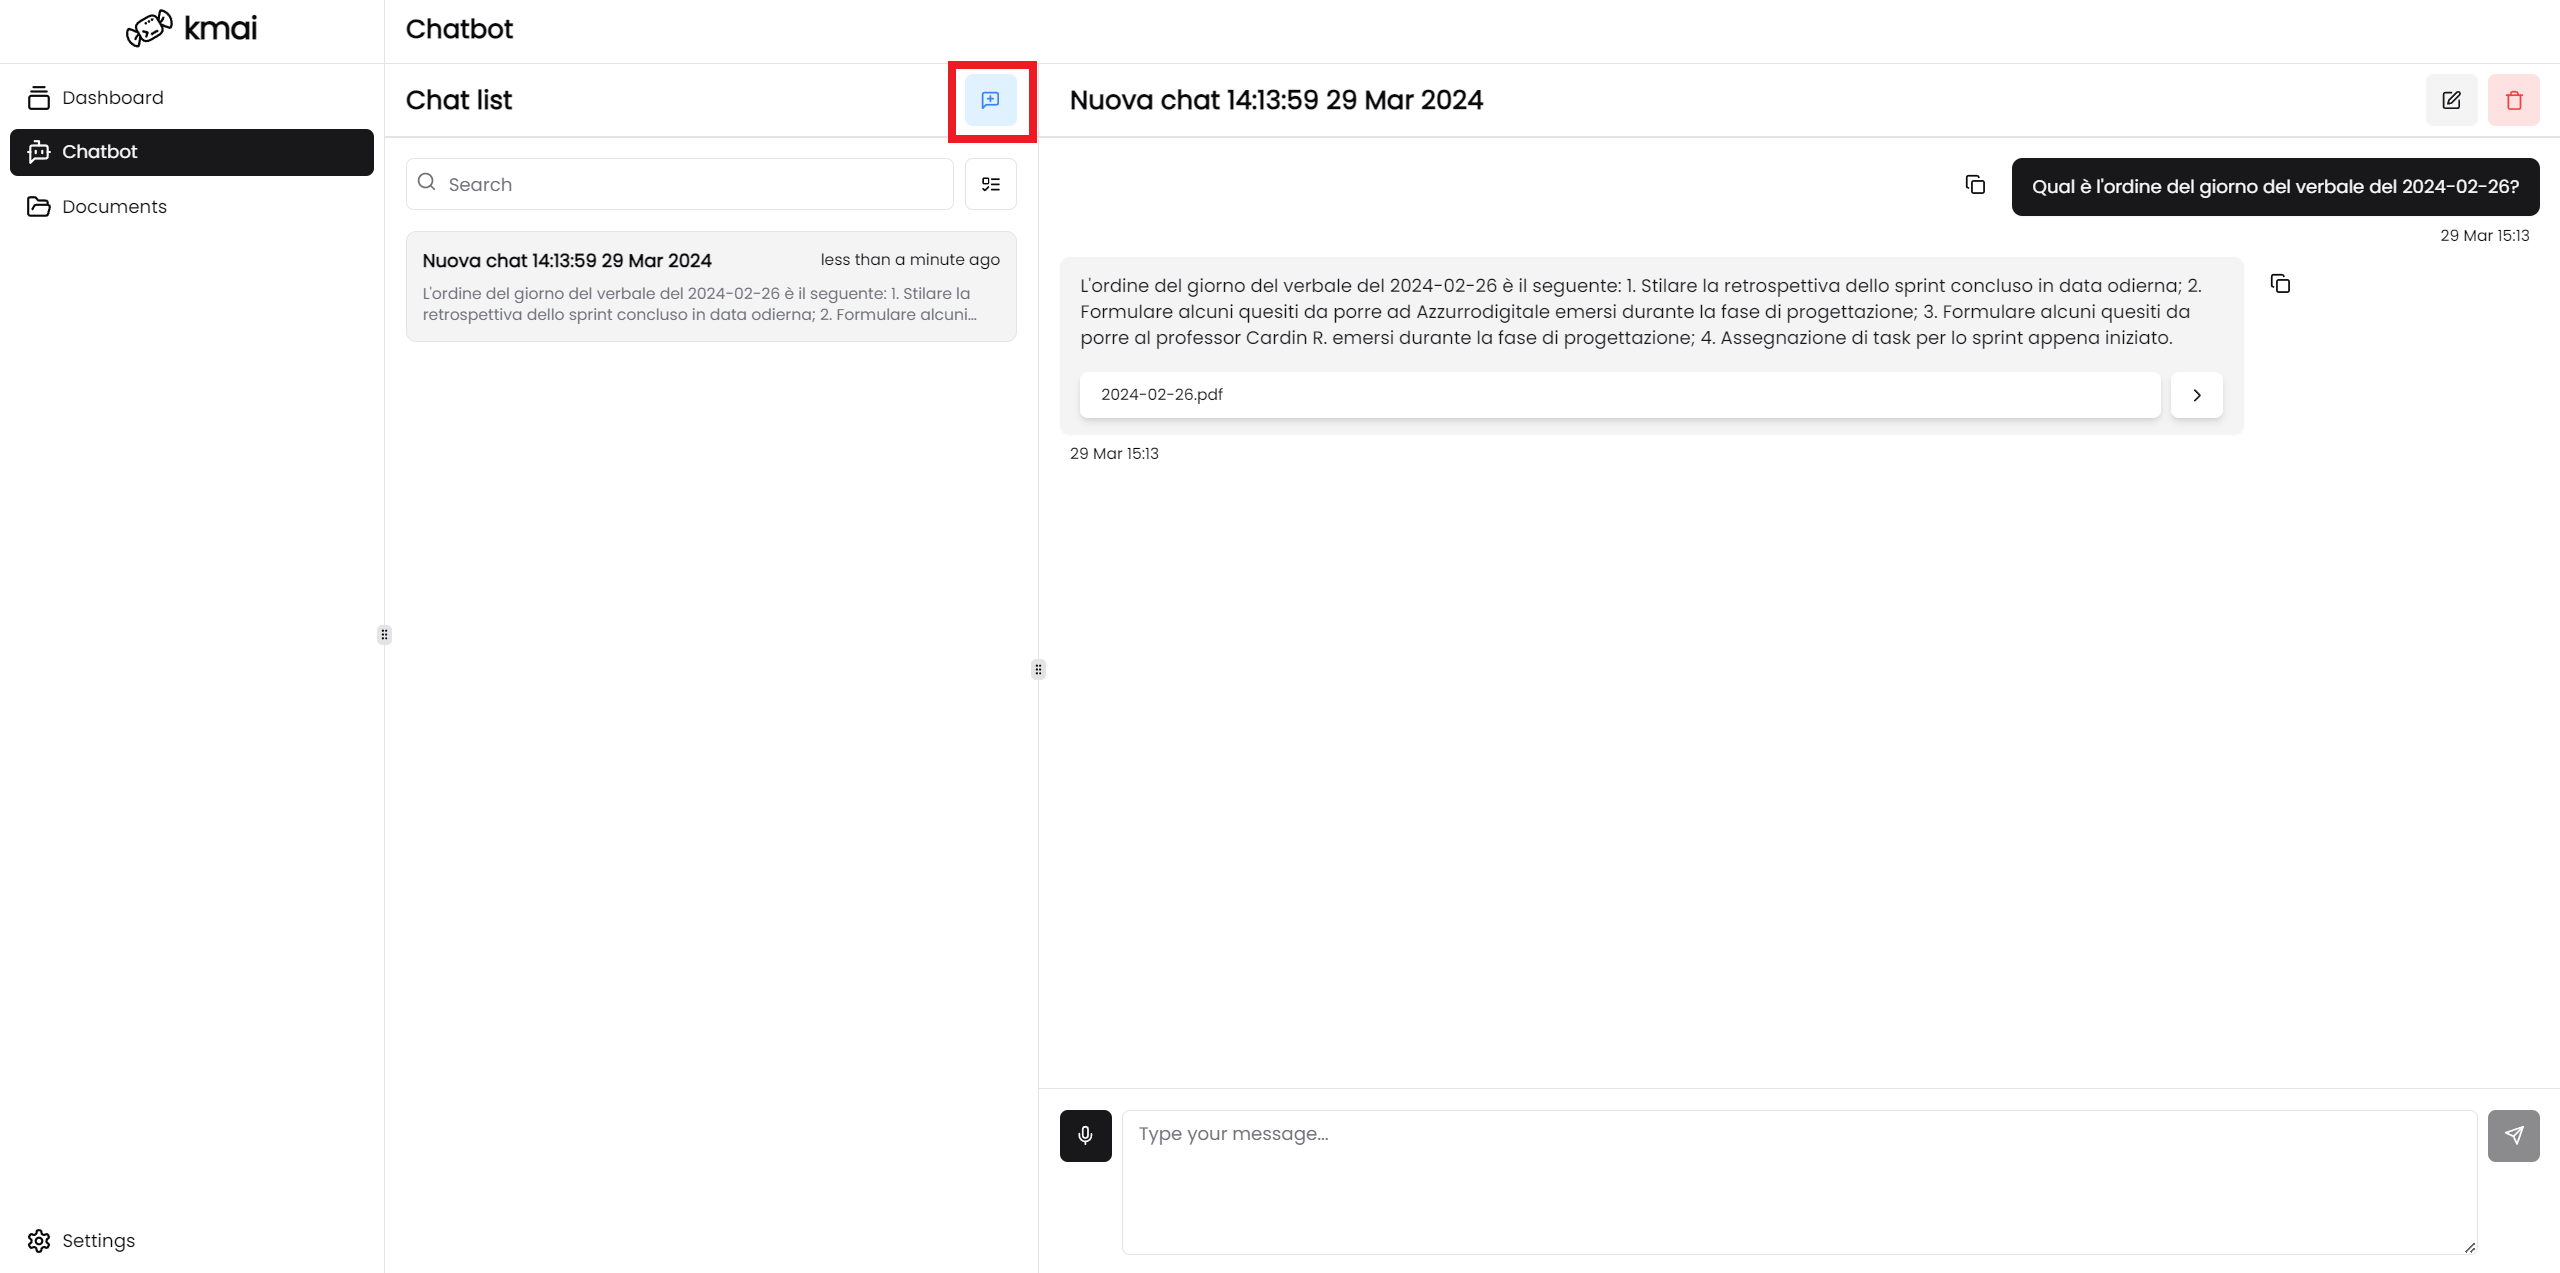 kmai
Chatbot
Dashboard
Chatbot
Documents
Settings
Chat list
Search
Nuova chat 14:13:59 29 Mar 2024
less than a minute ago
L'ordine del giorno del verbale del 2024-02-26 è il seguente: 1. Stilare la
retrospettiva dello sprint concluso in data odierna; 2. Formulare alcuni...
Nuova chat 14:13:59 29 Mar 2024
Qual è l'ordine del giorno del verbale del 2024-02-26?
29 Mar 15:13
L'ordine del giorno del verbale del 2024-02-26 è il seguente: 1. Stilare la retrospettiva dello sprint concluso in data odierna; 2.
Formulare alcuni quesiti da porre ad Azzurrodigitale emersi durante la fase di progettazione; 3. Formulare alcuni quesiti da
porre al professor Cardin R. emersi durante la fase di progettazione; 4. Assegnazione di task per lo sprint appena iniziato.
2024-02-26.pdf
29 Mar 15:13
Type your message...